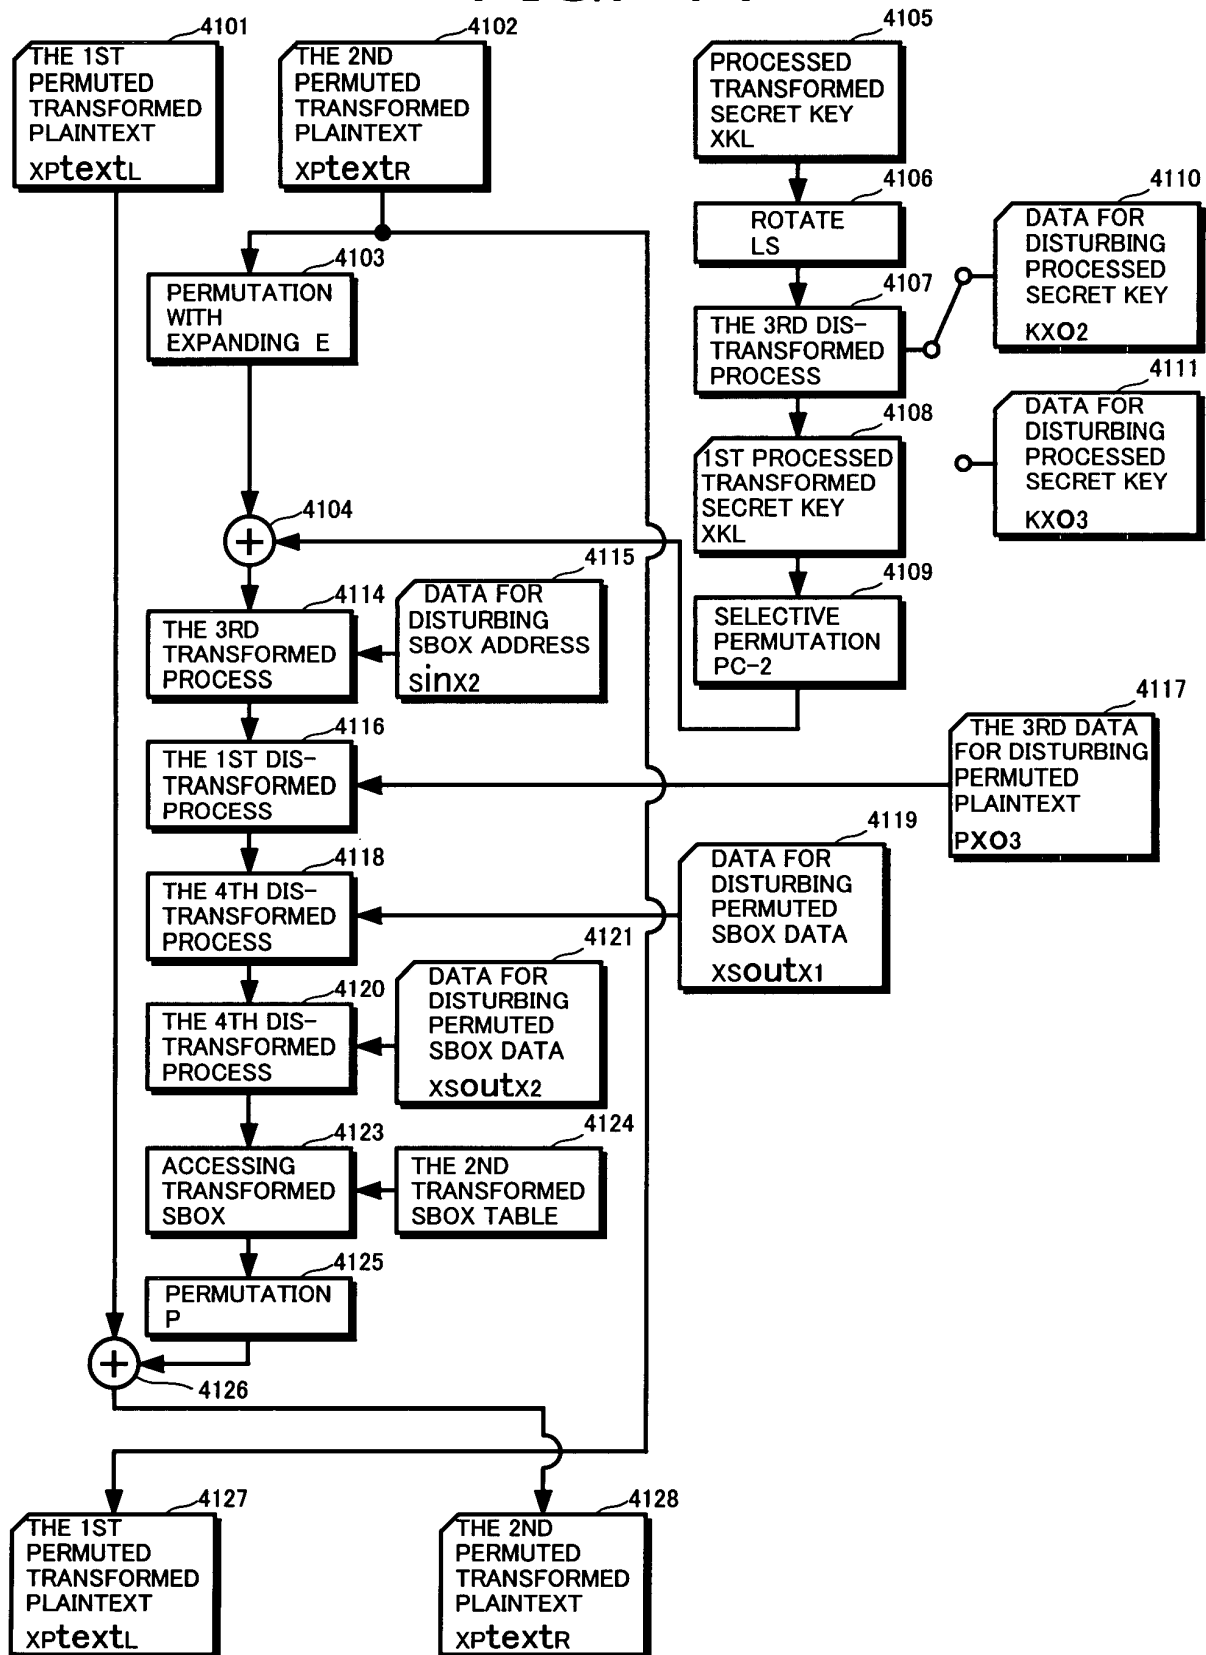 4101
THE 1ST
PERMUTED
TRANSFORMED
PLAINTEXT
XPtextL
4102
THE 2ND
PERMUTED
TRANSFORMED
PLAINTEXT
XPtextR
4105
PROCESSED
TRANSFORMED
SECRET KEY
XKL
4106
ROTATE
LS
4110
DATA FOR
DISTURBING
PROCESSED
SECRET KEY
KXO2
4103
PERMUTATION
WITH
EXPANDING E
4107
THE 3RD DIS-
TRANSFORMED
PROCESS
4111
DATA FOR
DISTURBING
PROCESSED
SECRET KEY
KXO3
4108
1ST PROCESSED
TRANSFORMED
SECRET KEY
XKL
4104
4109
SELECTIVE
PERMUTATION
PC-2
4114
THE 3RD
TRANSFORMED
PROCESS
4115
DATA FOR
DISTURBING
SBOX ADDRESS
sinX2
4116
THE 1ST DIS-
TRANSFORMED
PROCESS
4117
THE 3RD DATA
FOR DISTURBING
PERMUTED
PLAINTEXT
PXO3
4118
THE 4TH DIS-
TRANSFORMED
PROCESS
4119
DATA FOR
DISTURBING
PERMUTED
SBOX DATA
XSoutX1
4120
THE 4TH DIS-
TRANSFORMED
PROCESS
4121
DATA FOR
DISTURBING
PERMUTED
SBOX DATA
XSoutX2
4123
ACCESSING
TRANSFORMED
SBOX
4124
THE 2ND
TRANSFORMED
SBOX TABLE
4125
PERMUTATION
P
4126
4127
THE 1ST
PERMUTED
TRANSFORMED
PLAINTEXT
XPtextL
4128
THE 2ND
PERMUTED
TRANSFORMED
PLAINTEXT
XPtextR